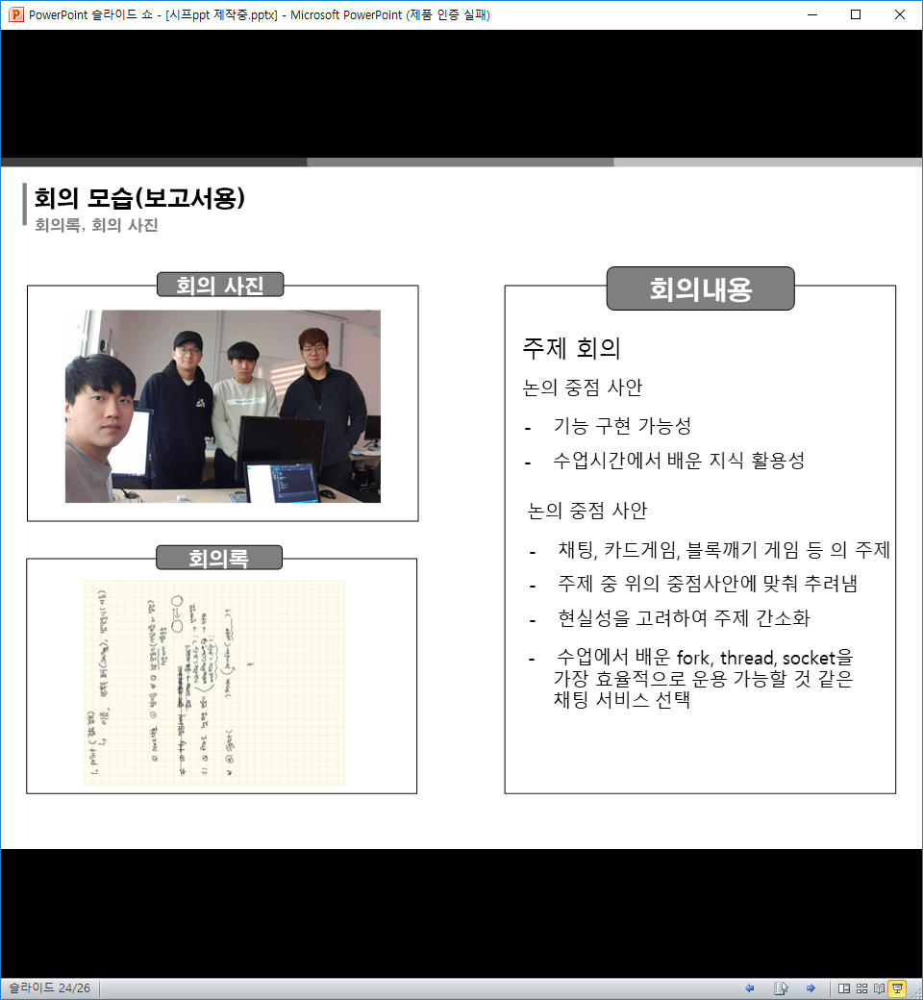 PowerPoint 슬라이드 쇼 - [시프ppt 제작중.pptx] - Microsoft PowerPoint (제품 인증 실패)
회의 모습(보고서용)
회의록, 회의 사진
회의 사진
회의록
회의내용
주제 회의
논의 중점 사안
- 기능 구현 가능성
- 수업시간에서 배운 지식 활용성
논의 중점 사안
- 채팅, 카드게임, 블록깨기 게임 등 의 주제
- 주제 중 위의 중점사안에 맞춰 추려냄
- 현실성을 고려하여 주제 간소화
- 수업에서 배운 fork, thread, socket을
가장 효율적으로 운용 가능할 것 같은
채팅 서비스 선택
슬라이드 24/26